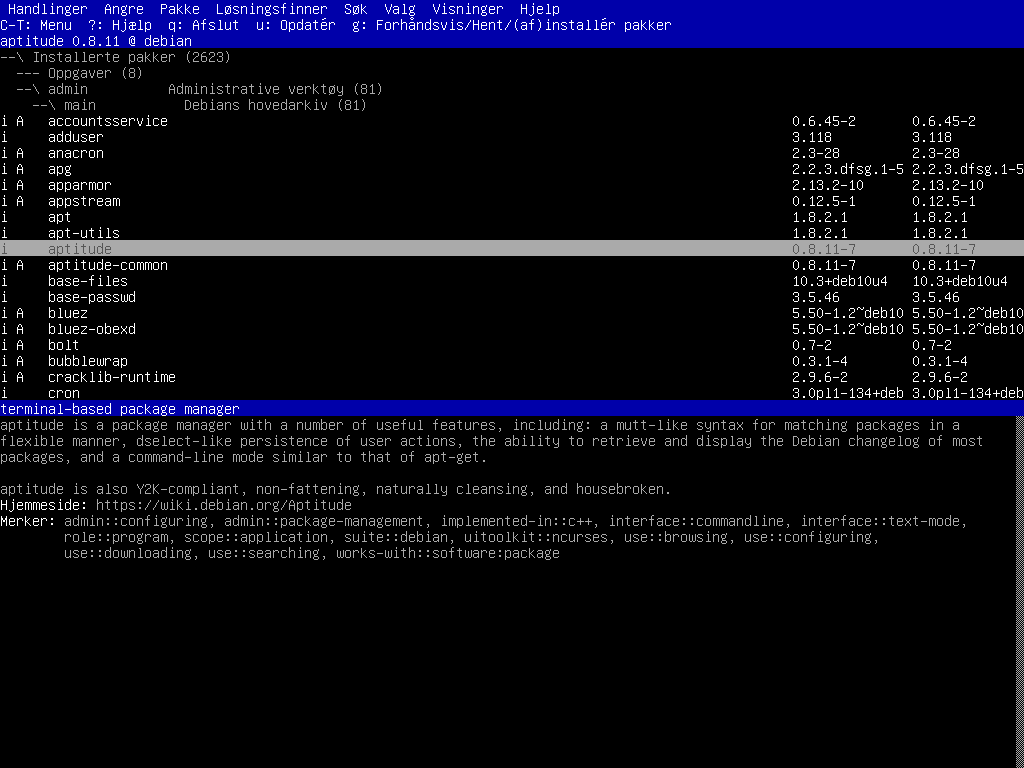 Handlinger  Angre  Pakke  Løsningsfinner  Søk  Valg  Visninger  Hjelp
C-T: Menu  ?: Hjælp  q: Afslut  u: Opdatér  g: Forhåndsvis/Hent/(af)installér pakker
aptitude 0.8.11 @ debian
--\ Installerte pakker (2623)
  --- Oppgaver (8)
  --\ admin          Administrative verktøy (81)
    --\ main           Debians hovedarkiv (81)
i A   accountsservice   0.6.45-2   0.6.45-2
i     adduser   3.118   3.118
i A   anacron   2.3-28   2.3-28
i A   apg   2.2.3.dfsg.1-5 2.2.3.dfsg.1-5
i A   apparmor   2.13.2-10   2.13.2-10
i A   appstream   0.12.5-1   0.12.5-1
i     apt   1.8.2.1   1.8.2.1
i     apt-utils   1.8.2.1   1.8.2.1
i     aptitude   0.8.11-7   0.8.11-7
i A   aptitude-common   0.8.11-7   0.8.11-7
i     base-files   10.3+deb10u4   10.3+deb10u4
i     base-passwd   3.5.46   3.5.46
i A   bluez   5.50-1.2~deb10 5.50-1.2~deb10
i A   bluez-obexd   5.50-1.2~deb10 5.50-1.2~deb10
i A   bolt   0.7-2   0.7-2
i A   bubblewrap   0.3.1-4   0.3.1-4
i A   cracklib-runtime   2.9.6-2   2.9.6-2
i     cron   3.0pl1-134+deb 3.0pl1-134+deb
terminal-based package manager
aptitude is a package manager with a number of useful features, including: a mutt-like syntax for matching packages in a
flexible manner, dselect-like persistence of user actions, the ability to retrieve and display the Debian changelog of most
packages, and a command-line mode similar to that of apt-get.

aptitude is also Y2K-compliant, non-fattening, naturally cleansing, and housebroken.
Hjemmeside: https://wiki.debian.org/Aptitude
Merker: admin::configuring, admin::package-management, implemented-in::c++, interface::commandline, interface::text-mode,
        role::program, scope::application, suite::debian, uitoolkit::ncurses, use::browsing, use::configuring,
        use::downloading, use::searching, works-with::software:package